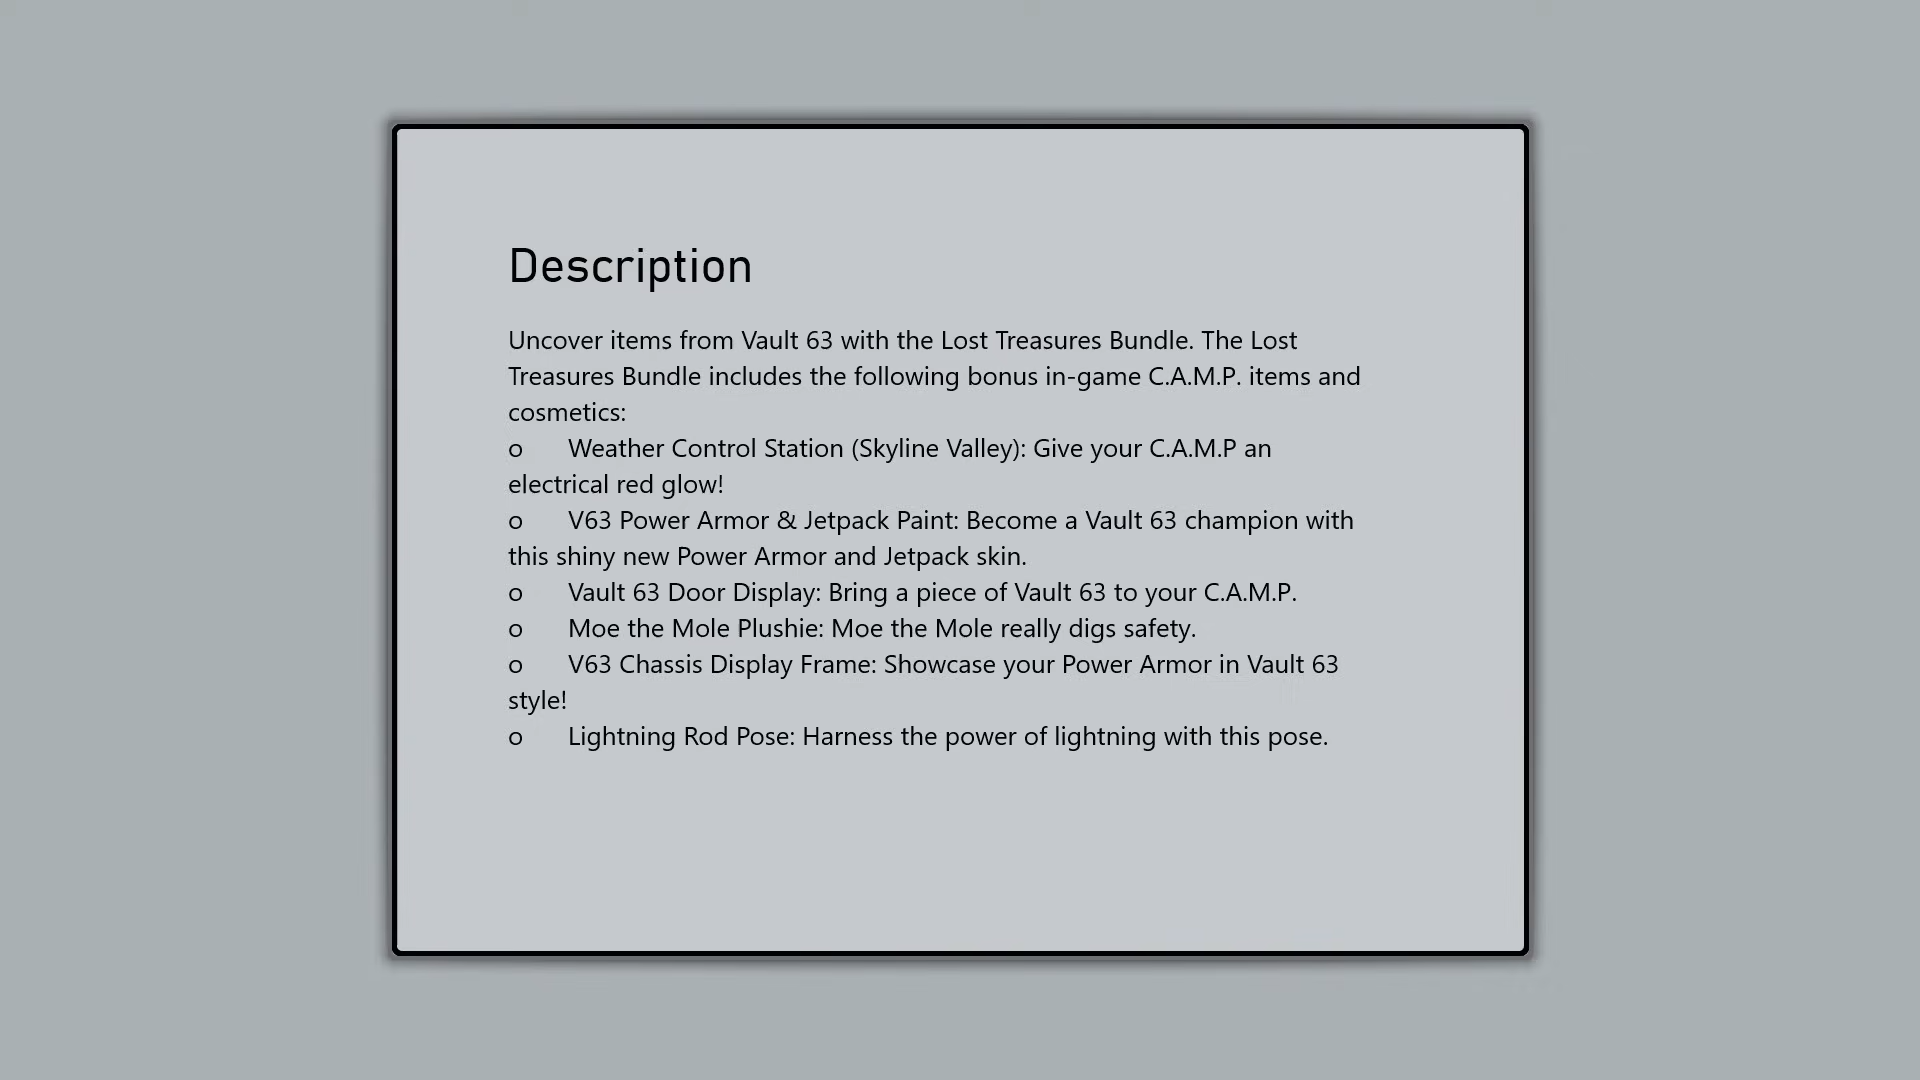 Description
Uncover items from Vault 63 with the Lost Treasures Bundle. The Lost
Treasures Bundle includes the following bonus in-game C.A.M.P. items and
cosmetics:
o Weather Control Station (Skyline Valley): Give your C.A.M.P an
electrical red glow!
o V63 Power Armor & Jetpack Paint: Become a Vault 63 champion with
this shiny new Power Armor and Jetpack skin.
o Vault 63 Door Display: Bring a piece of Vault 63 to your C.A.M.P.
o Moe the Mole Plushie: Moe the Mole really digs safety.
o V63 Chassis Display Frame: Showcase your Power Armor in Vault 63
style!
o Lightning Rod Pose: Harness the power of lightning with this pose.